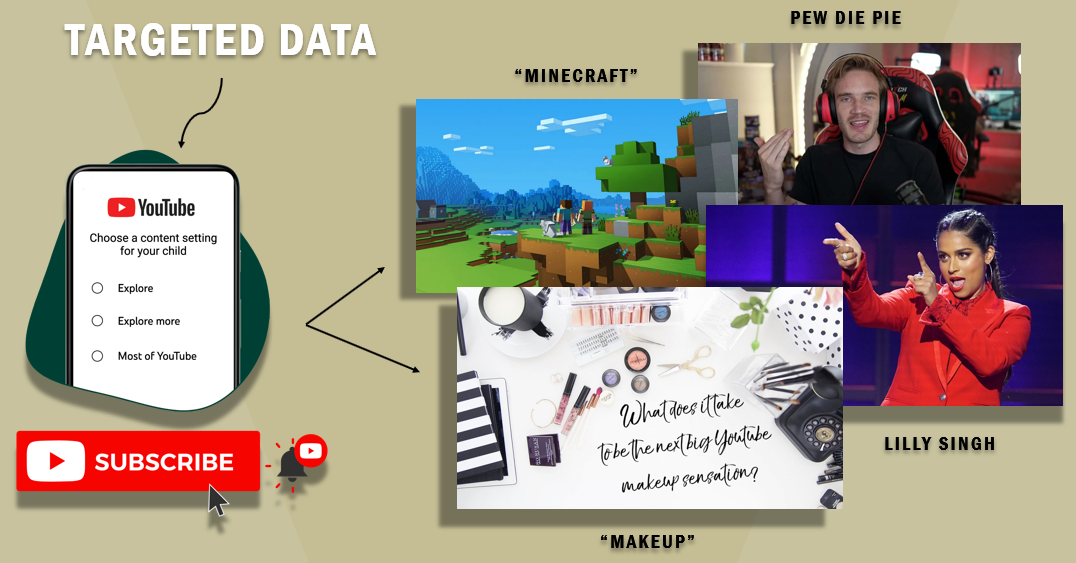 TARGETED DATA
PEW DIE PIE
“MINECRAFT”
YouTube
Choose a content setting
for your child
Explore
Explore more
Most of YouTube
SUBSCRIBE
What does it take
to be the next big Youtube
makeup sensation?
LILLY SINGH
“MAKEUP”